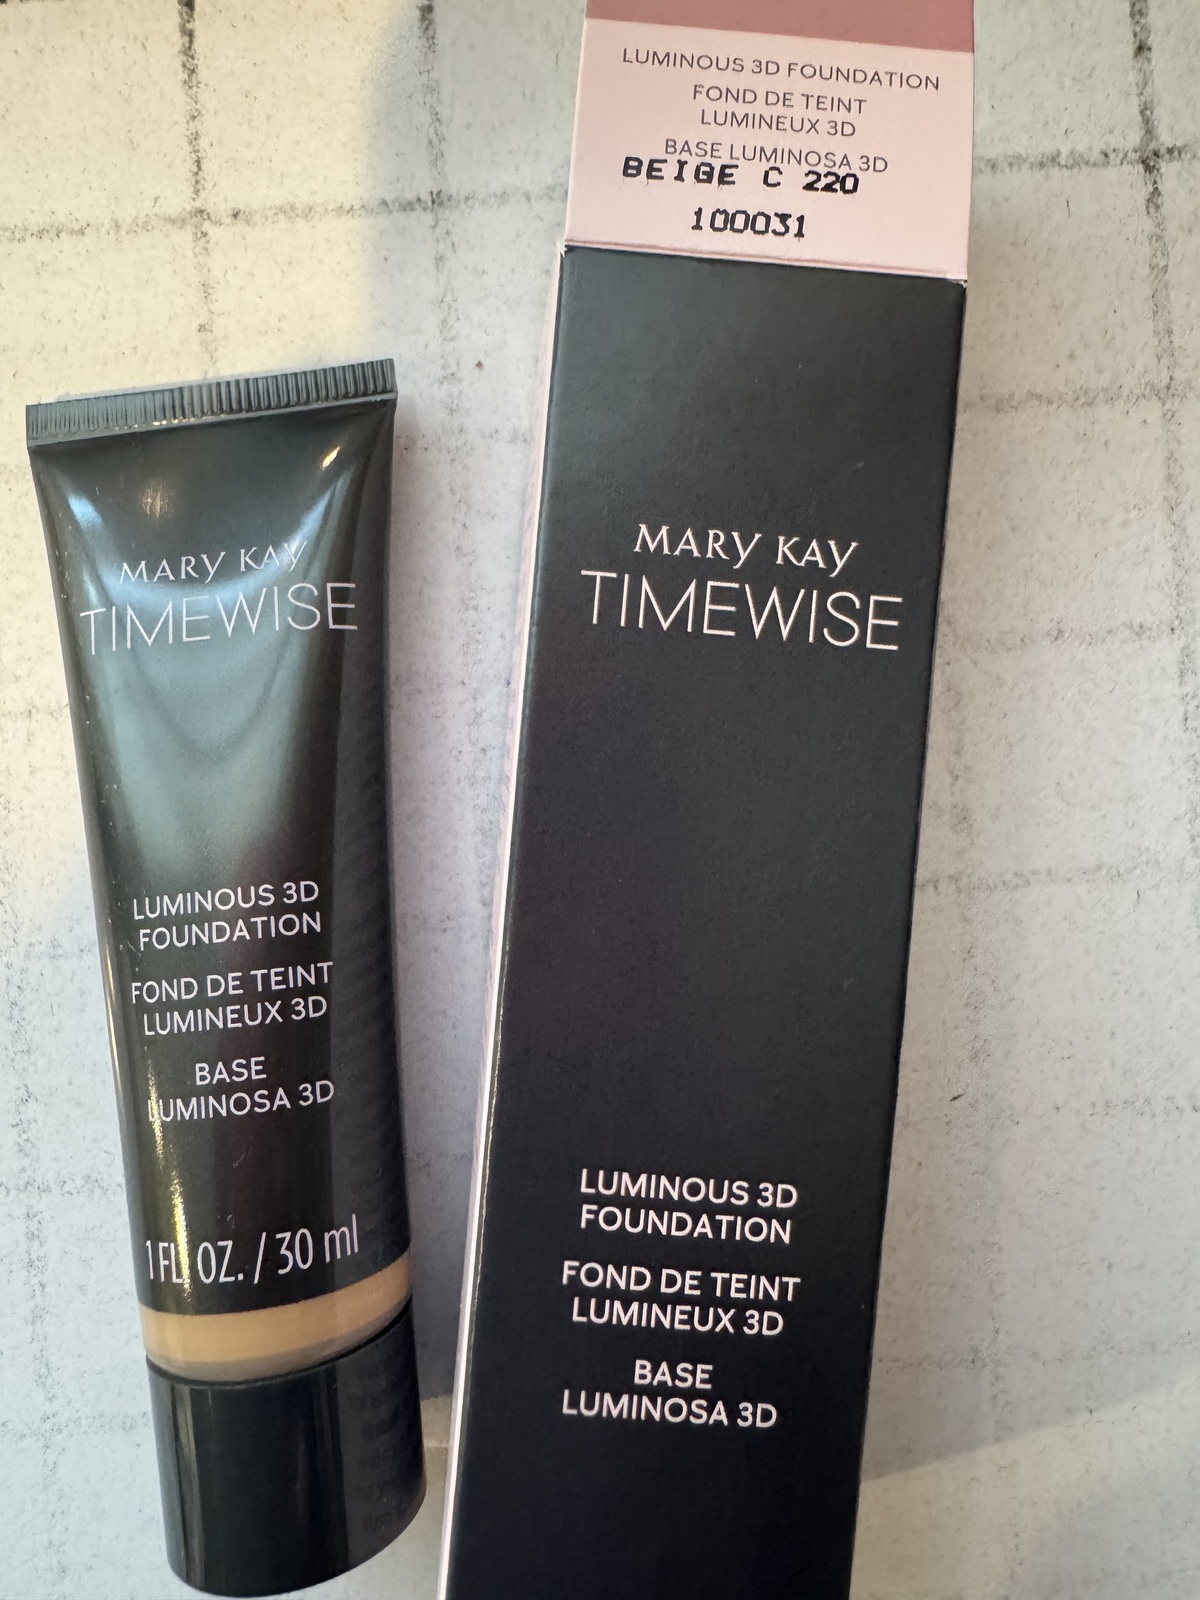 LUMINOUS 3D FOUNDATION
FOND DE TEINT
LUMINEUX 3D
BASE LUMINOSA 3D
BEIGE C 220
100031
MARY KAY
TIMEWISE
LUMINOUS 3D
FOUNDATION
FOND DE TEINT
LUMINEUX 3D
BASE
LUMINOSA 3D
1 FL. OZ. / 30 ml
MARY KAY
TIMEWISE
LUMINOUS 3D
FOUNDATION
FOND DE TEINT
LUMINEUX 3D
BASE
LUMINOSA 3D